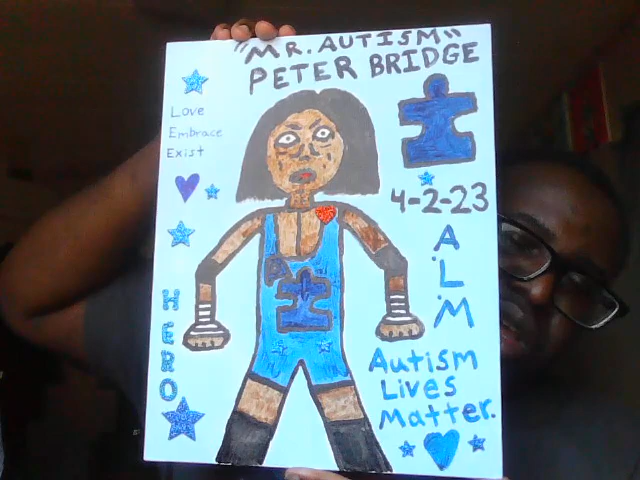 "MR. AUTISM"
PETER BRIDGE
Love
Embrace
Exist
4-2-23
A.
L.
M
HERO
Autism
Lives
Matter.